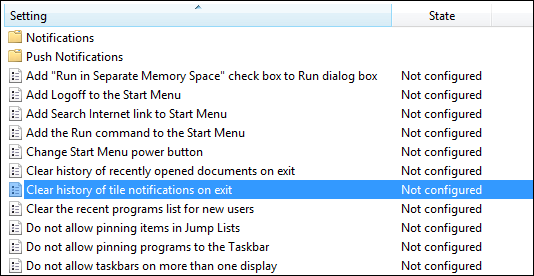 Setting State
Notifications
Push Notifications
Add "Run in Separate Memory Space" check box to Run dialog box Not configured
Add Logoff to the Start Menu Not configured
Add Search Internet link to Start Menu Not configured
Add the Run command to the Start Menu Not configured
Change Start Menu power button Not configured
Clear history of recently opened documents on exit Not configured
Clear history of tile notifications on exit Not configured
Clear the recent programs list for new users Not configured
Do not allow pinning items in Jump Lists Not configured
Do not allow pinning programs to the Taskbar Not configured
Do not allow taskbars on more than one display Not configured